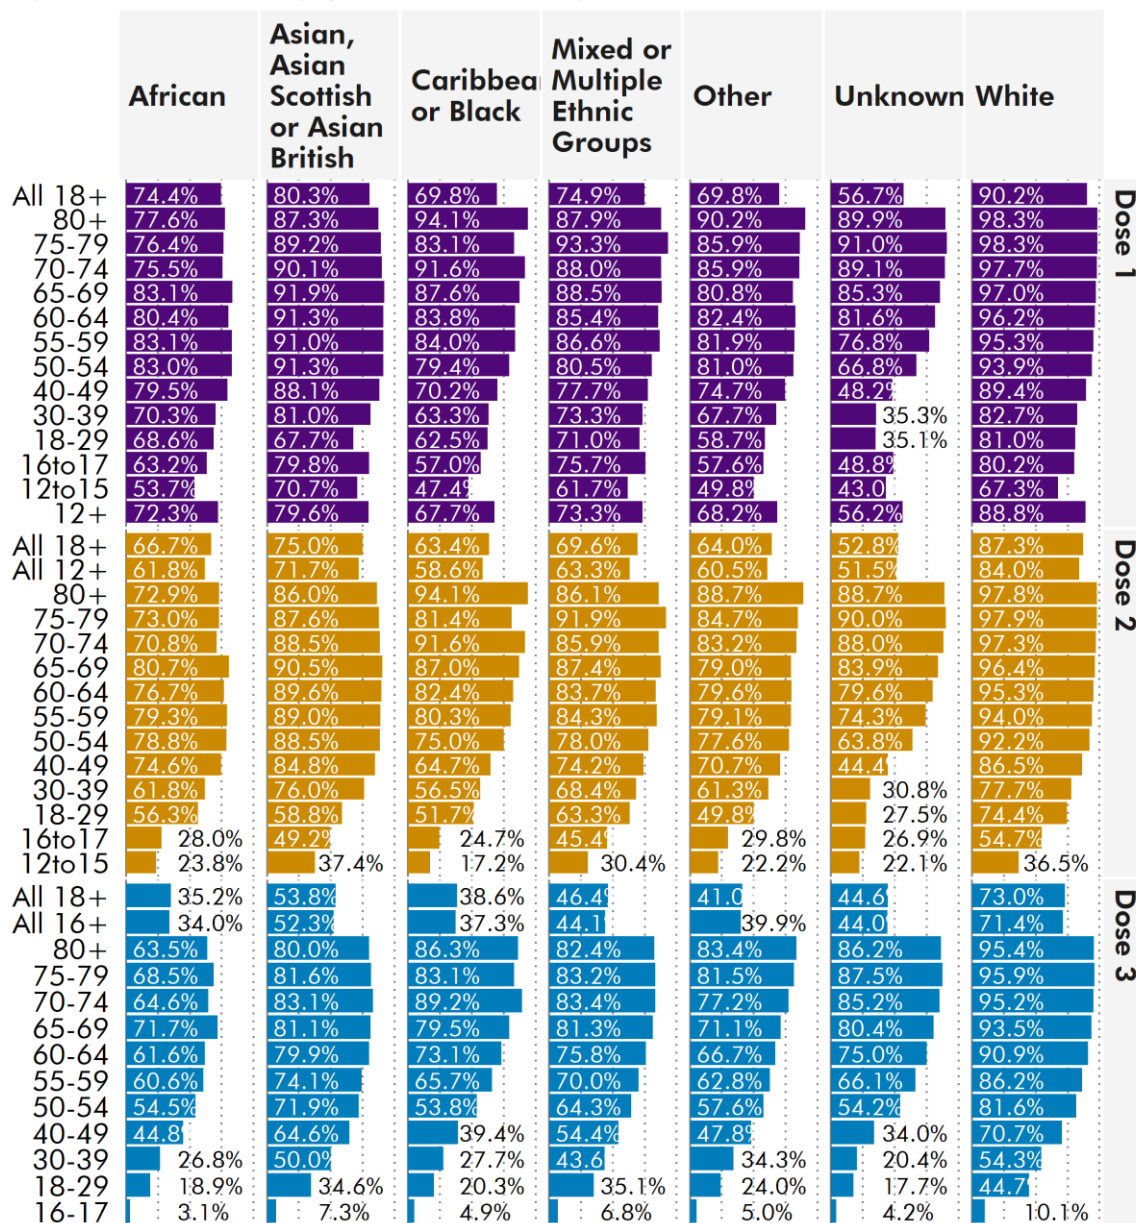 African
Asian,
Asian
Scottish
or Asian
British
Caribbea
or Black
Mixed or
Multiple
Ethnic
Groups
Other
Unknown
White
Dose 1
All 18+ 74.4% 80.3% 69.8% 74.9% 69.8% 56.7% 90.2%
80+ 77.6% 87.3% 94.1% 87.9% 90.2% 89.9% 98.3%
75-79 76.4% 89.2% 83.1% 93.3% 85.9% 91.0% 98.3%
70-74 75.5% 90.1% 91.6% 88.0% 85.9% 89.1% 97.7%
65-69 83.1% 91.9% 87.6% 88.5% 80.8% 85.3% 97.0%
60-64 80.4% 91.3% 83.8% 85.4% 82.4% 81.6% 96.2%
55-59 83.1% 91.0% 84.0% 86.6% 81.9% 76.8% 95.3%
50-54 83.0% 91.3% 79.4% 80.5% 81.0% 66.8% 93.9%
40-49 79.5% 88.1% 70.2% 77.7% 74.7% 48.2% 89.4%
30-39 70.3% 81.0% 63.3% 73.3% 67.7% 35.3% 82.7%
18-29 68.6% 67.7% 62.5% 71.0% 58.7% 35.1% 81.0%
16to17 63.2% 79.8% 57.0% 75.7% 57.6% 48.8% 80.2%
12to15 53.7% 70.7% 47.4% 61.7% 49.8% 43.0 67.3%
12+ 72.3% 79.6% 67.7% 73.3% 68.2% 56.2% 88.8%
Dose 2
All 18+ 66.7% 75.0% 63.4% 69.6% 64.0% 52.8% 87.3%
All 12+ 61.8% 71.7% 58.6% 63.3% 60.5% 51.5% 84.0%
80+ 72.9% 86.0% 94.1% 86.1% 88.7% 88.7% 97.8%
75-79 73.0% 87.6% 81.4% 91.9% 84.7% 90.0% 97.9%
70-74 70.8% 88.5% 91.6% 85.9% 83.2% 88.0% 97.3%
65-69 80.7% 90.5% 87.0% 87.4% 79.0% 83.9% 96.4%
60-64 76.7% 89.6% 82.4% 83.7% 79.6% 79.6% 95.3%
55-59 79.3% 89.0% 80.3% 84.3% 79.1% 74.3% 94.0%
50-54 78.8% 88.5% 75.0% 78.0% 77.6% 63.8% 92.2%
40-49 74.6% 84.8% 64.7% 74.2% 70.7% 44.4 86.5%
30-39 61.8% 76.0% 56.5% 68.4% 61.3% 30.8% 77.7%
18-29 56.3% 58.8% 51.7% 63.3% 49.8% 27.5% 74.4%
16to17 28.0% 49.2% 24.7% 45.4% 29.8% 26.9% 54.7%
12to15 23.8% 37.4% 17.2% 30.4% 22.2% 22.1% 36.5%
Dose 3
All 18+ 35.2% 53.8% 38.6% 46.4% 41.0 44.6 73.0%
All 16+ 34.0% 52.3% 37.3% 44.1 39.9% 44.0 71.4%
80+ 63.5% 80.0% 86.3% 82.4% 83.4% 86.2% 95.4%
75-79 68.5% 81.6% 83.1% 83.2% 81.5% 87.5% 95.9%
70-74 64.6% 83.1% 89.2% 83.4% 77.2% 85.2% 95.2%
65-69 71.7% 81.1% 79.5% 81.3% 71.1% 80.4% 93.5%
60-64 61.6% 79.9% 73.1% 75.8% 66.7% 75.0% 90.9%
55-59 60.6% 74.1% 65.7% 70.0% 62.8% 66.1% 86.2%
50-54 54.5% 71.9% 53.8% 64.3% 57.6% 54.2% 81.6%
40-49 44.8 64.6% 39.4% 54.4% 47.8% 34.0% 70.7%
30-39 26.8% 50.0% 27.7% 43.6 34.3% 20.4% 54.3%
18-29 18.9% 34.6% 20.3% 35.1% 24.0% 17.7% 44.7
16-17 3.1% 7.3% 4.9% 6.8% 5.0% 4.2% 10.1%